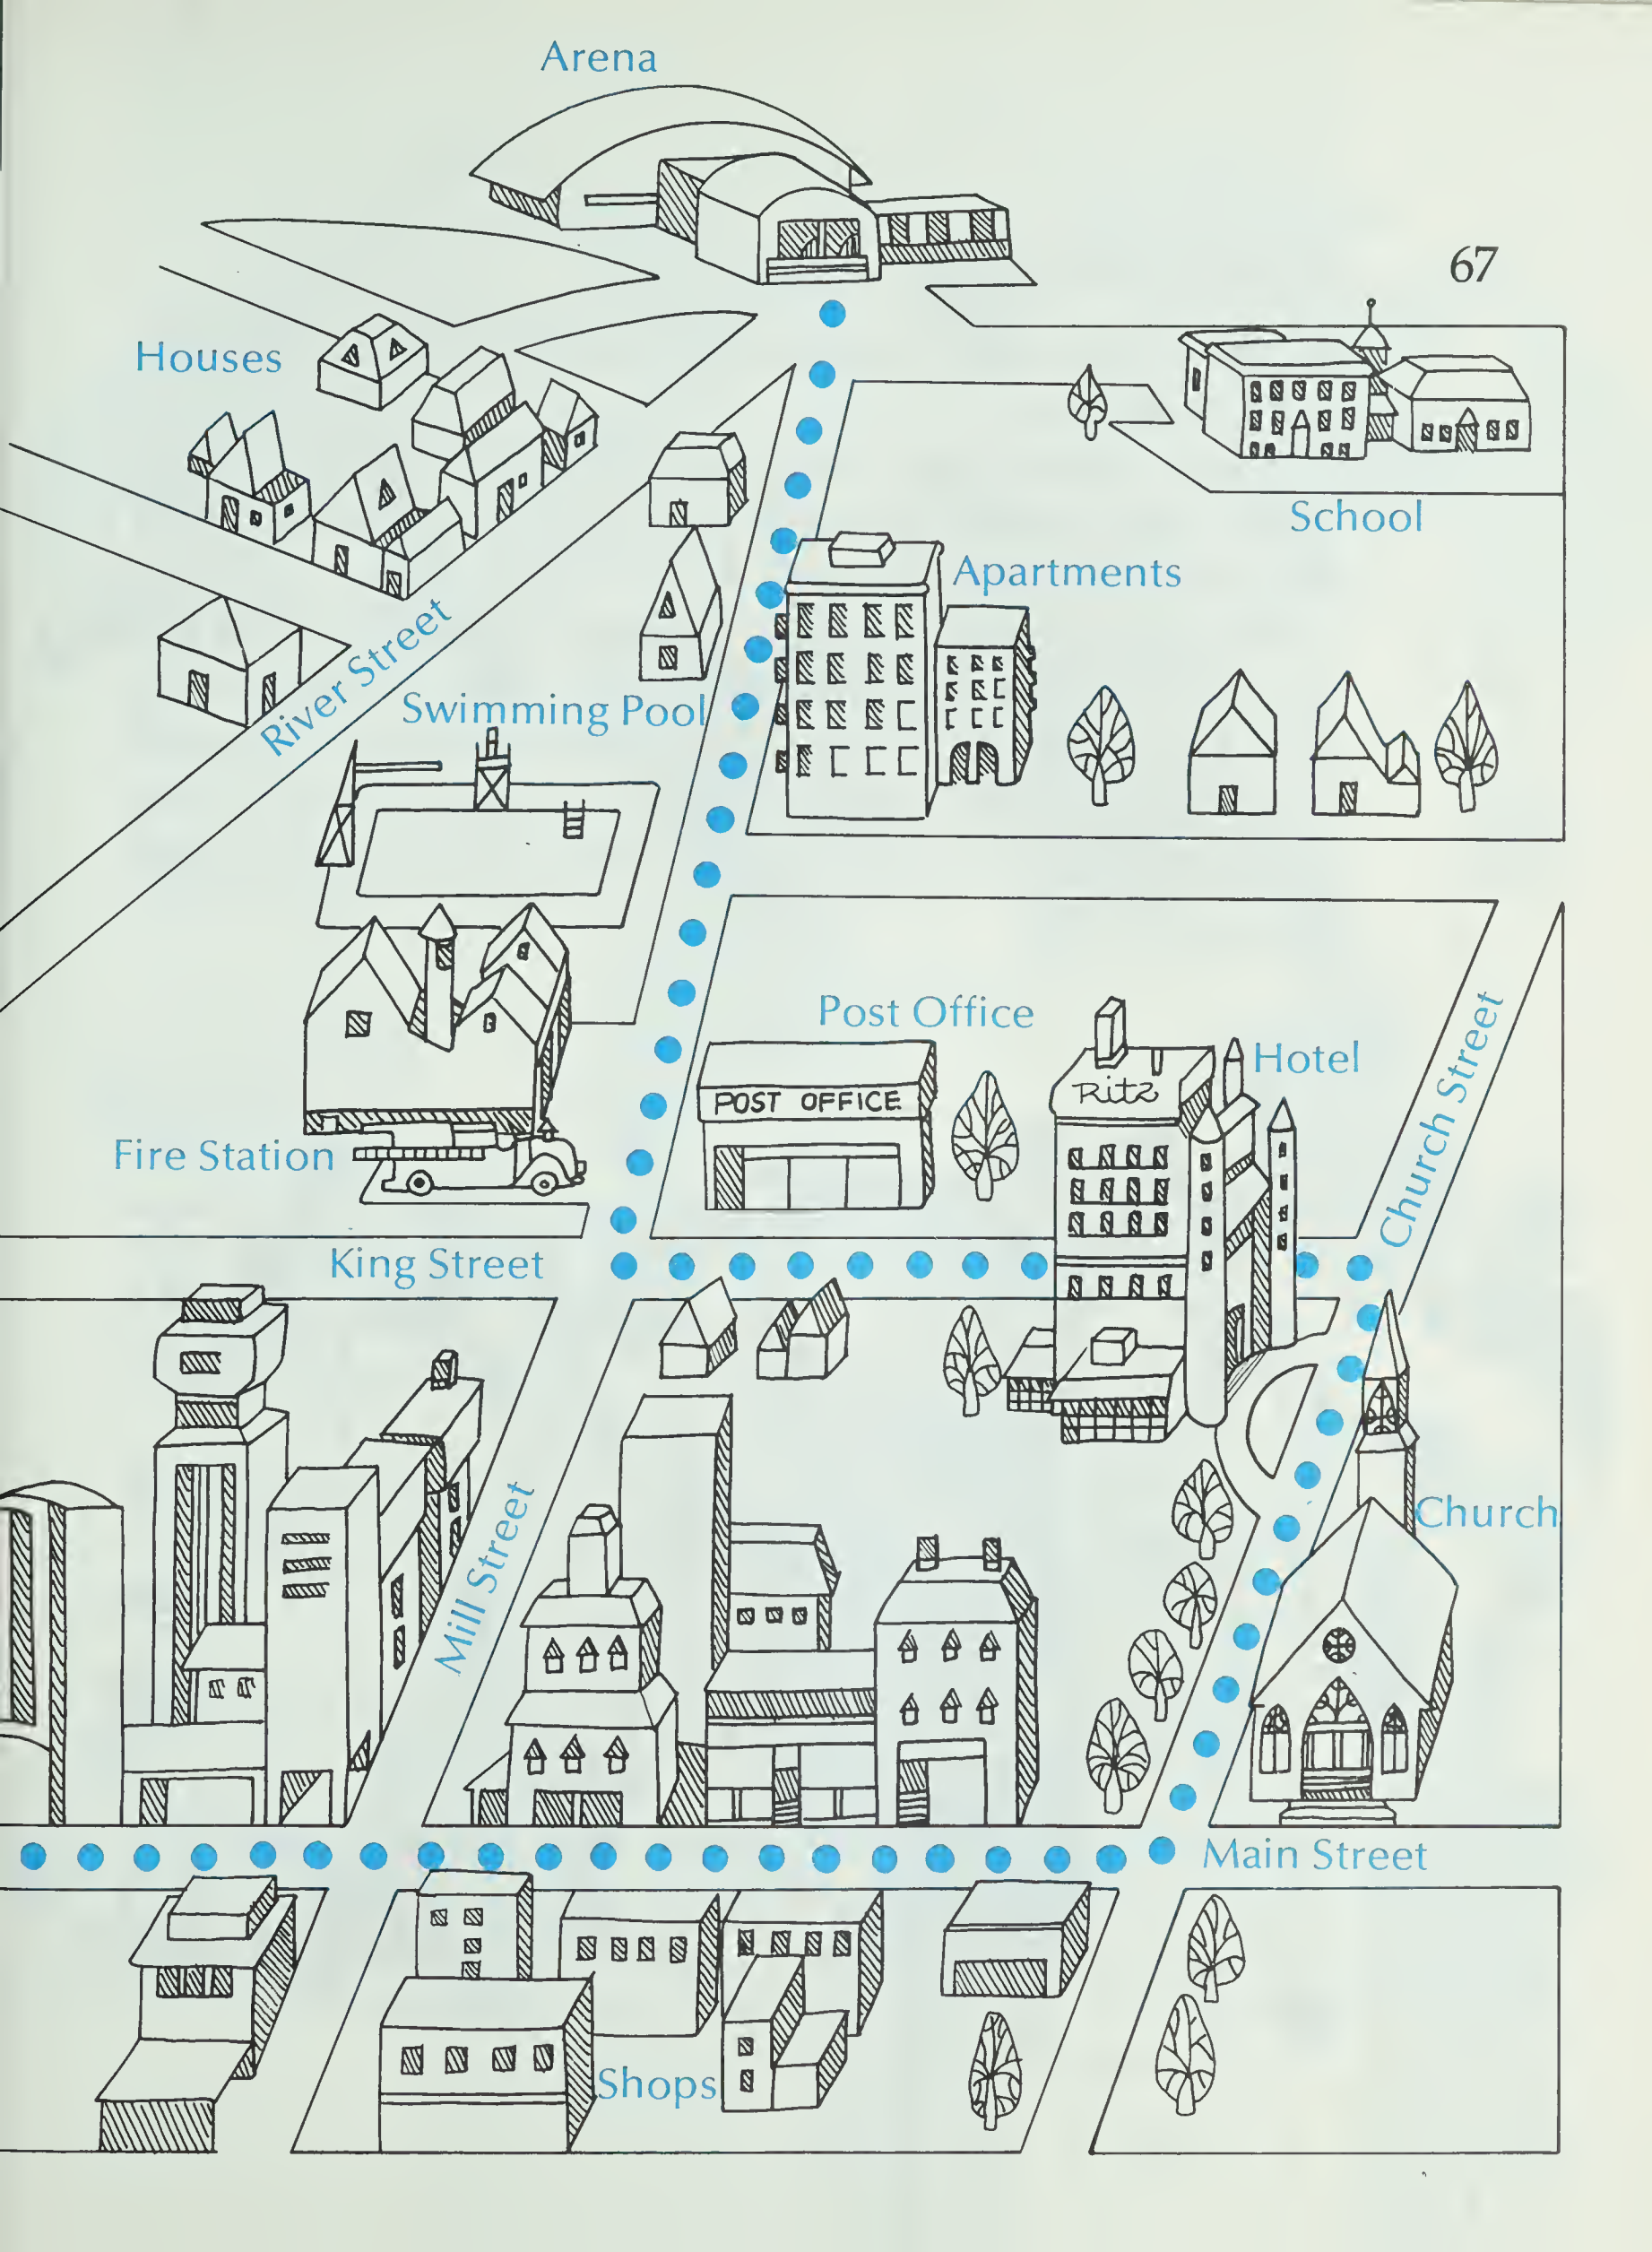 Arena
67
Houses
School
Apartments
River Street
Swimming Pool
Post Office
Hotel
Church Street
Ritz
POST OFFICE
Fire Station
King Street
Mill Street
Church
Main Street
Shops